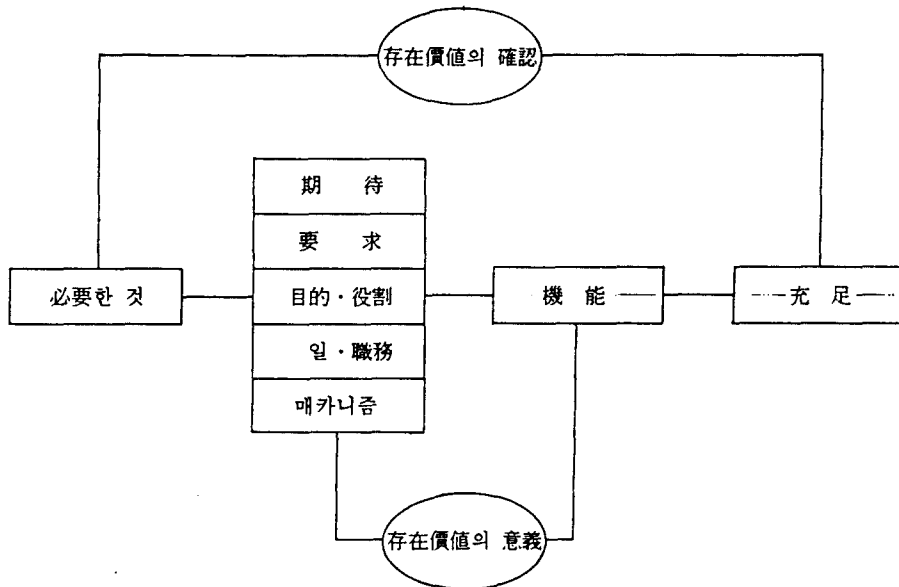 存在價値의 確認
期 待
要 求
必要한 것
目的・役割
機 能
充 足
일・職務
매카니즘
存在價値의 意義